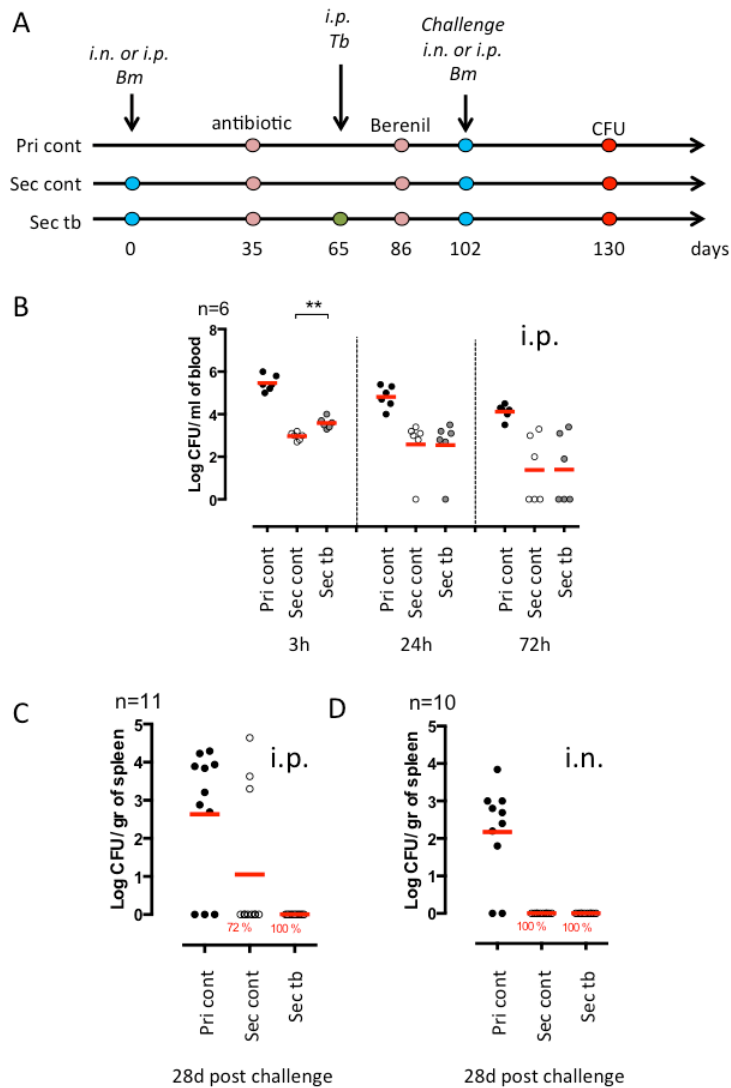 A
i.n. or i.p.
Bm
i.p.
Tb
Challenge
i.n. or i.p.
Bm
antibiotic
Berenil
CFU
Pri cont
Sec cont
Sec tb
0 35 65 86 102 130 days
B
n=6
**
i.p.
Log CFU/ ml of blood
8
6
4
2
0
Pri cont
Sec cont
Sec tb
Pri cont
Sec cont
Sec tb
Pri cont
Sec cont
Sec tb
3h 24h 72h
C
n=11
i.p.
Log CFU/ gr of spleen
5
4
3
2
1
0
72 % 100 %
Pri cont
Sec cont
Sec tb
28d post challenge
D
n=10
i.n.
Log CFU/ gr of spleen
5
4
3
2
1
0
100 % 100 %
Pri cont
Sec cont
Sec tb
28d post challenge